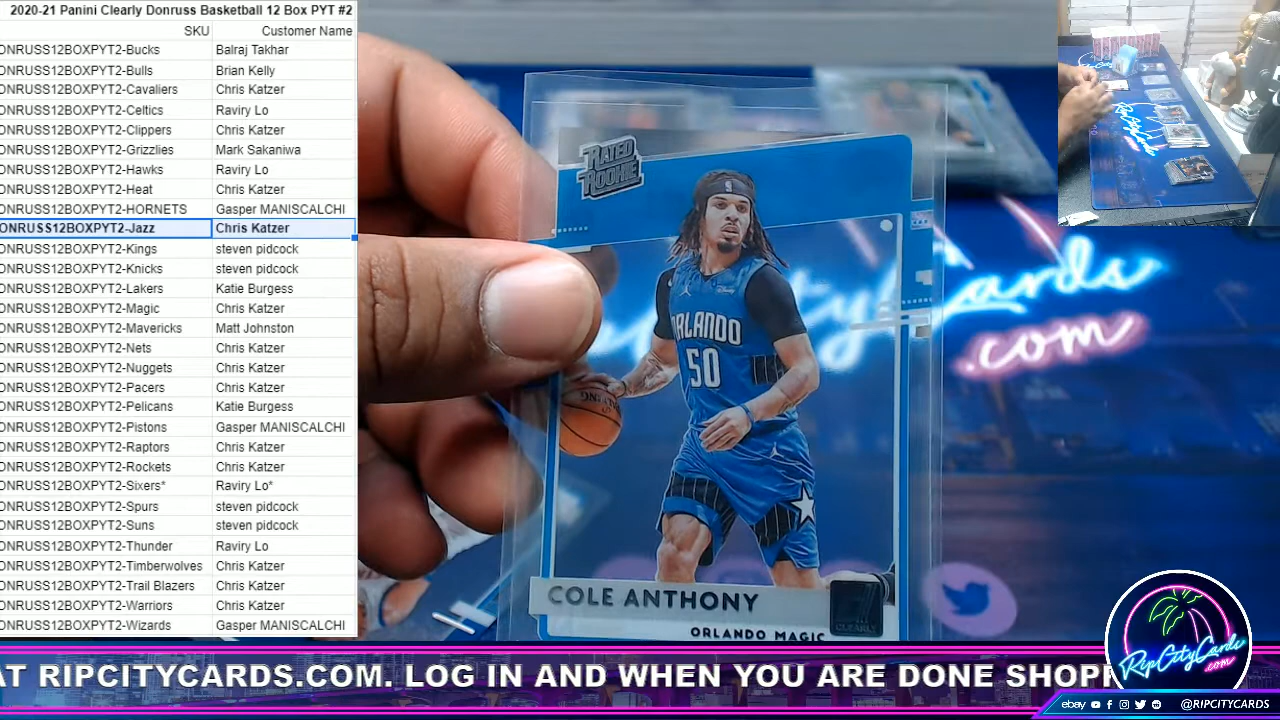 2020-21 Panini Clearly Donruss Basketball 12 Box PYT #2
SKU Customer Name
ONRUSS12BOXPYT2-Bucks Balraj Takhar
ONRUSS12BOXPYT2-Bulls Brian Kelly
ONRUSS12BOXPYT2-Cavaliers Chris Katzer
ONRUSS12BOXPYT2-Celtics Raviry Lo
ONRUSS12BOXPYT2-Clippers Chris Katzer
ONRUSS12BOXPYT2-Grizzlies Mark Sakaniwa
ONRUSS12BOXPYT2-Hawks Raviry Lo
ONRUSS12BOXPYT2-Heat Chris Katzer
ONRUSS12BOXPYT2-HORNETS Gasper MANISCALCHI
ONRUSS12BOXPYT2-Jazz Chris Katzer
ONRUSS12BOXPYT2-Kings steven pidcock
ONRUSS12BOXPYT2-Knicks steven pidcock
ONRUSS12BOXPYT2-Lakers Katie Burgess
ONRUSS12BOXPYT2-Magic Chris Katzer
ONRUSS12BOXPYT2-Mavericks Matt Johnston
ONRUSS12BOXPYT2-Nets Chris Katzer
ONRUSS12BOXPYT2-Nuggets Chris Katzer
ONRUSS12BOXPYT2-Pacers Chris Katzer
ONRUSS12BOXPYT2-Pelicans Katie Burgess
ONRUSS12BOXPYT2-Pistons Gasper MANISCALCHI
ONRUSS12BOXPYT2-Raptors Chris Katzer
ONRUSS12BOXPYT2-Rockets Chris Katzer
ONRUSS12BOXPYT2-Sixers* Raviry Lo*
ONRUSS12BOXPYT2-Spurs steven pidcock
ONRUSS12BOXPYT2-Suns steven pidcock
ONRUSS12BOXPYT2-Thunder Raviry Lo
ONRUSS12BOXPYT2-Timberwolves Chris Katzer
ONRUSS12BOXPYT2-Trail Blazers Chris Katzer
ONRUSS12BOXPYT2-Warriors Chris Katzer
ONRUSS12BOXPYT2-Wizards Gasper MANISCALCHI
RATED
ROOKIE
Cards
.com
ORLANDO
50
COLE ANTHONY
CLEARLY
ORLANDO MAGIC
RipCityCards
.com
AT RIPCITYCARDS.COM. LOG IN AND WHEN YOU ARE DONE SHOPP
ebay @RIPCITYCARDS